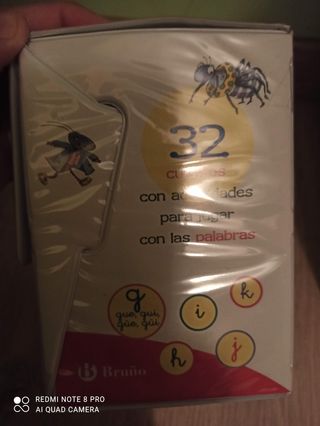 32
cuentos
con actividades
para jugar
con las palabras
g
gue, gui,
güe, güi
i
k
h
j
Bruño
REDMI NOTE 8 PRO
AI QUAD CAMERA